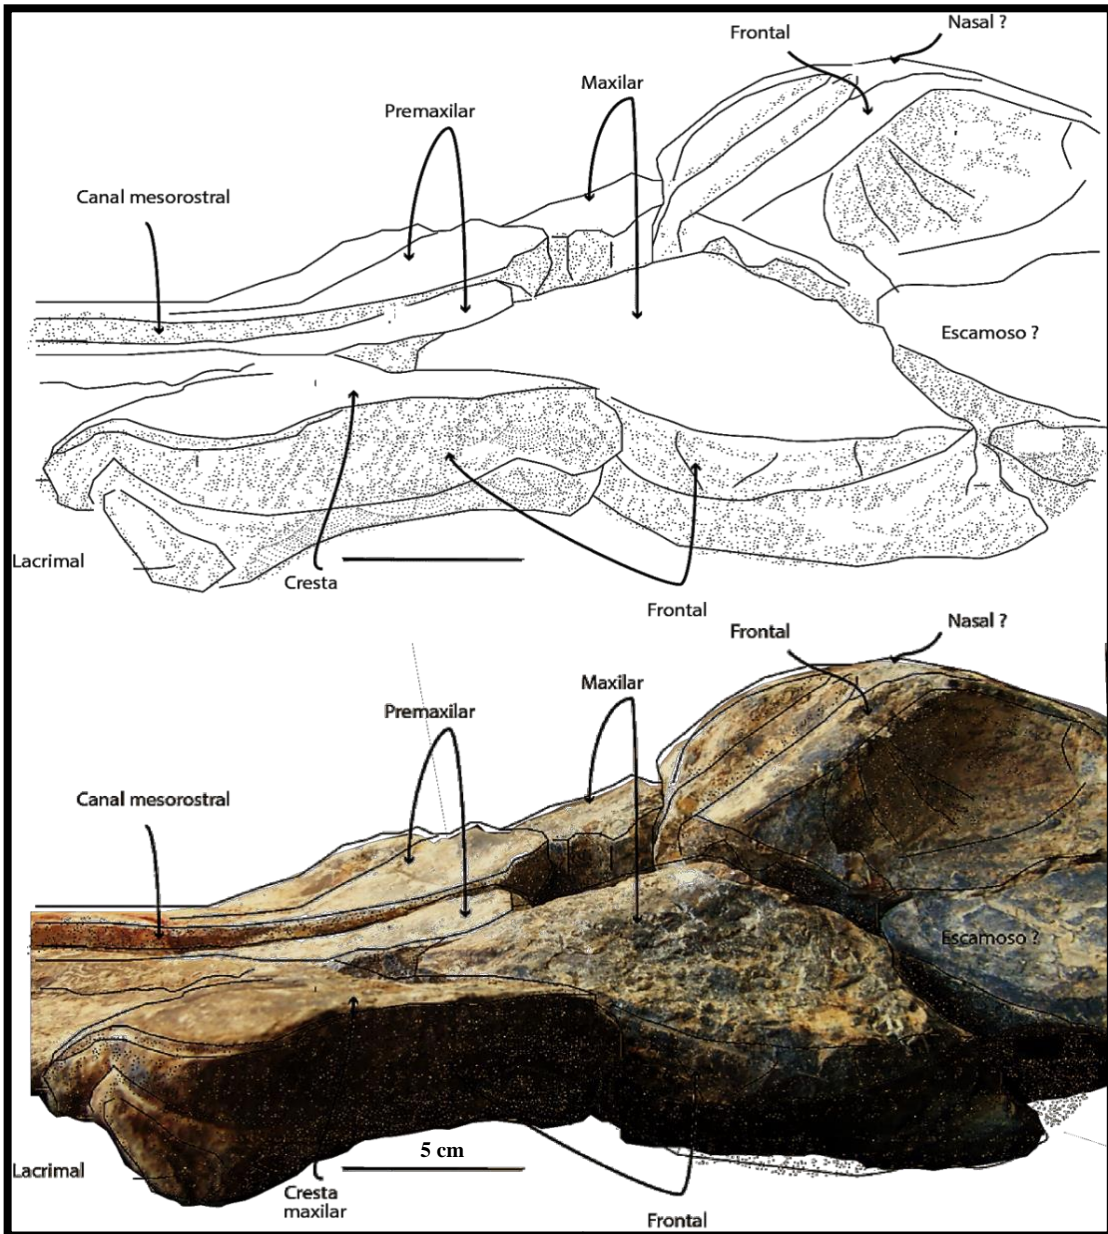 Nasal ?
Frontal
Maxilar
Premaxilar
Canal mesorostral
Escamoso ?
Lacrimal
Cresta
Frontal
Nasal ?
Frontal
Maxilar
Premaxilar
Canal mesorostral
Escamoso ?
5 cm
Lacrimal
Cresta
maxilar
Frontal